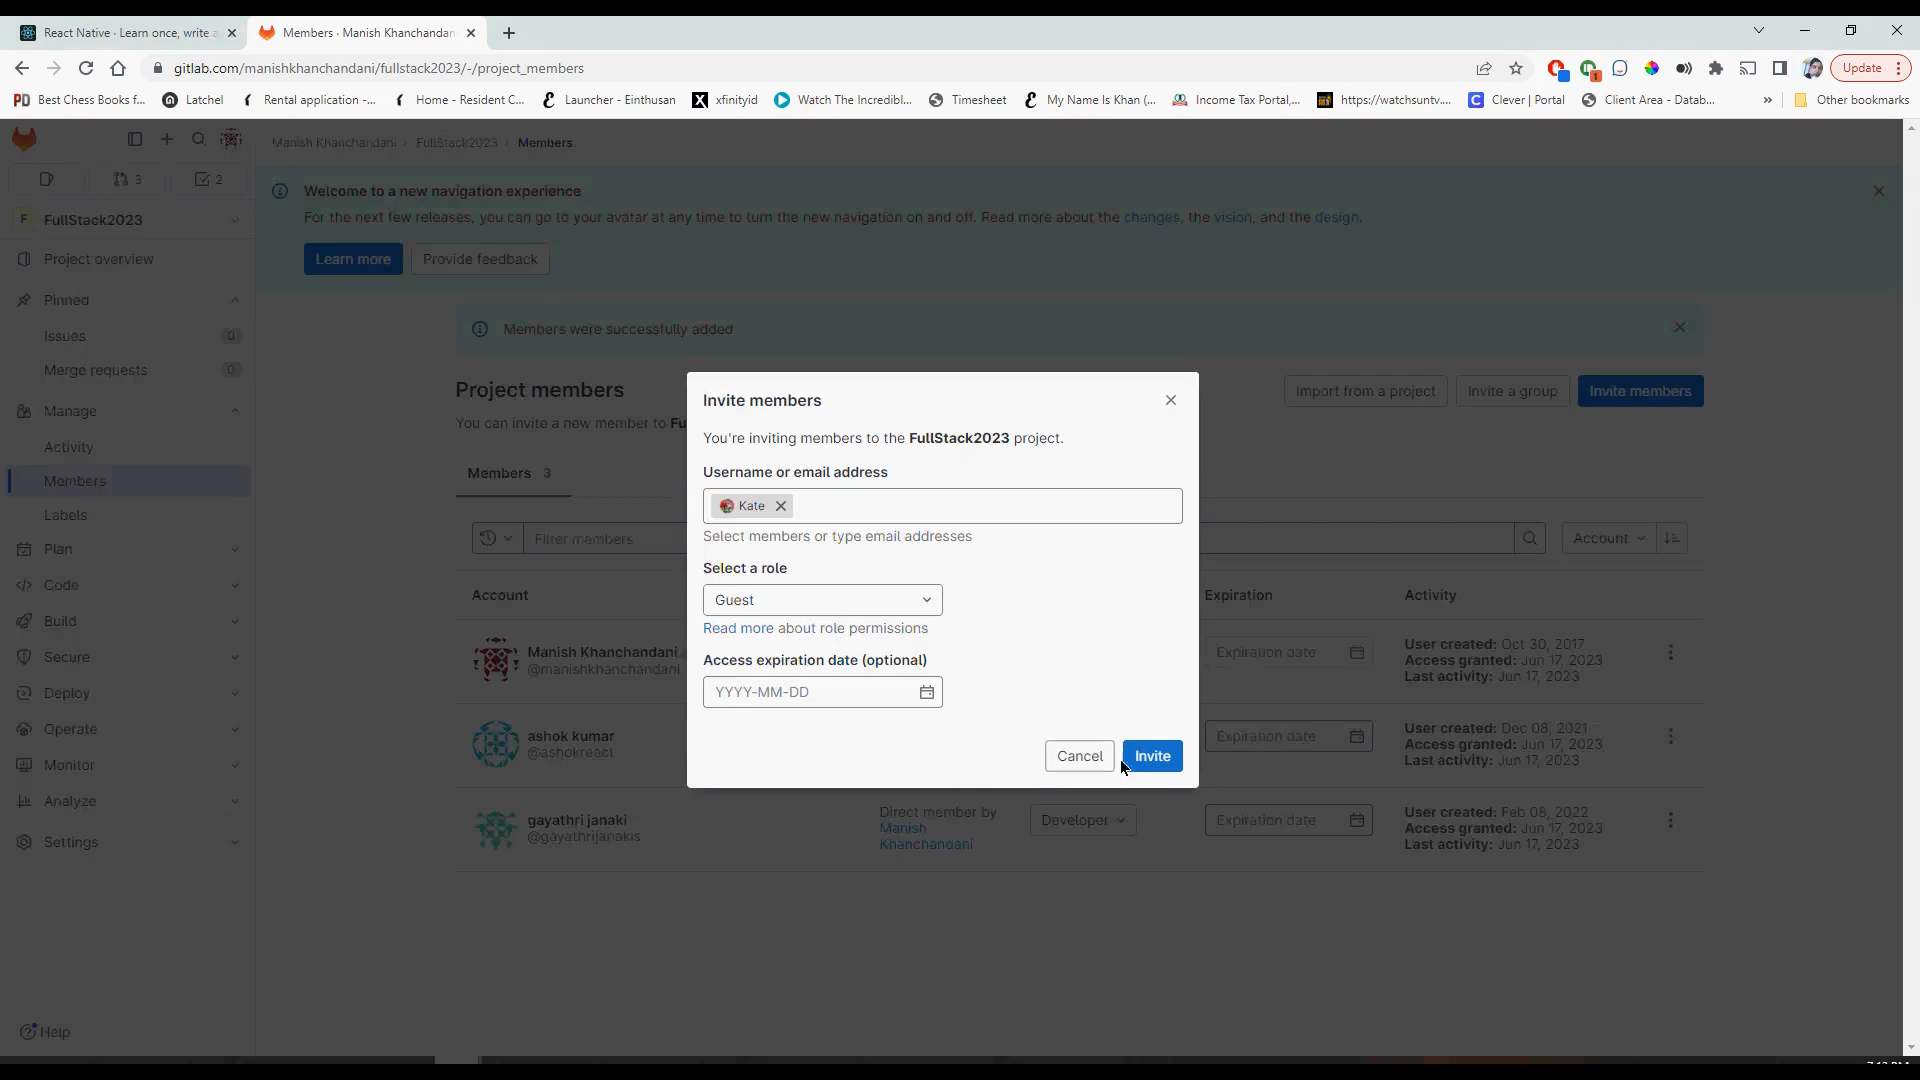 React Native · Learn once, write a
Members · Manish Khanchandan
gitlab.com/manishkhanchandani/fullstack2023/-/project_members
Update
Best Chess Books f...
Latchel
Rental application -...
Home - Resident C...
Launcher - Einthusan
xfinityid
Watch The Incredibl...
Timesheet
My Name Is Khan (...
Income Tax Portal,...
https://watchsuntv....
Clever | Portal
Client Area - Datab...
»
Other bookmarks
3
2
F FullStack2023
Project overview
Pinned
Issues 0
Merge requests 0
Manage
Activity
Members
Labels
Plan
Code
Build
Secure
Deploy
Operate
Monitor
Analyze
Settings
Help
Manish Khanchandani › FullStack2023 › Members
Welcome to a new navigation experience
For the next few releases, you can go to your avatar at any time to turn the new navigation on and off. Read more about the changes, the vision, and the design.
Learn more
Provide feedback
Members were successfully added
Project members
Import from a project
Invite a group
Invite members
You can invite a new member to Fu
Members 3
Filter members
Account
Account
Expiration
Activity
Manish Khanchandani
@manishkhanchandani
Expiration date
User created: Oct 30, 2017
Access granted: Jun 17, 2023
Last activity: Jun 17, 2023
ashok kumar
@ashokreact
Expiration date
User created: Dec 08, 2021
Access granted: Jun 17, 2023
Last activity: Jun 17, 2023
gayathri janaki
@gayathrijanakis
Direct member by
Manish
Khanchandani
Developer
Expiration date
User created: Feb 08, 2022
Access granted: Jun 17, 2023
Last activity: Jun 17, 2023
Invite members
You're inviting members to the FullStack2023 project.
Username or email address
Kate
Select members or type email addresses
Select a role
Guest
Read more about role permissions
Access expiration date (optional)
YYYY-MM-DD
Cancel
Invite